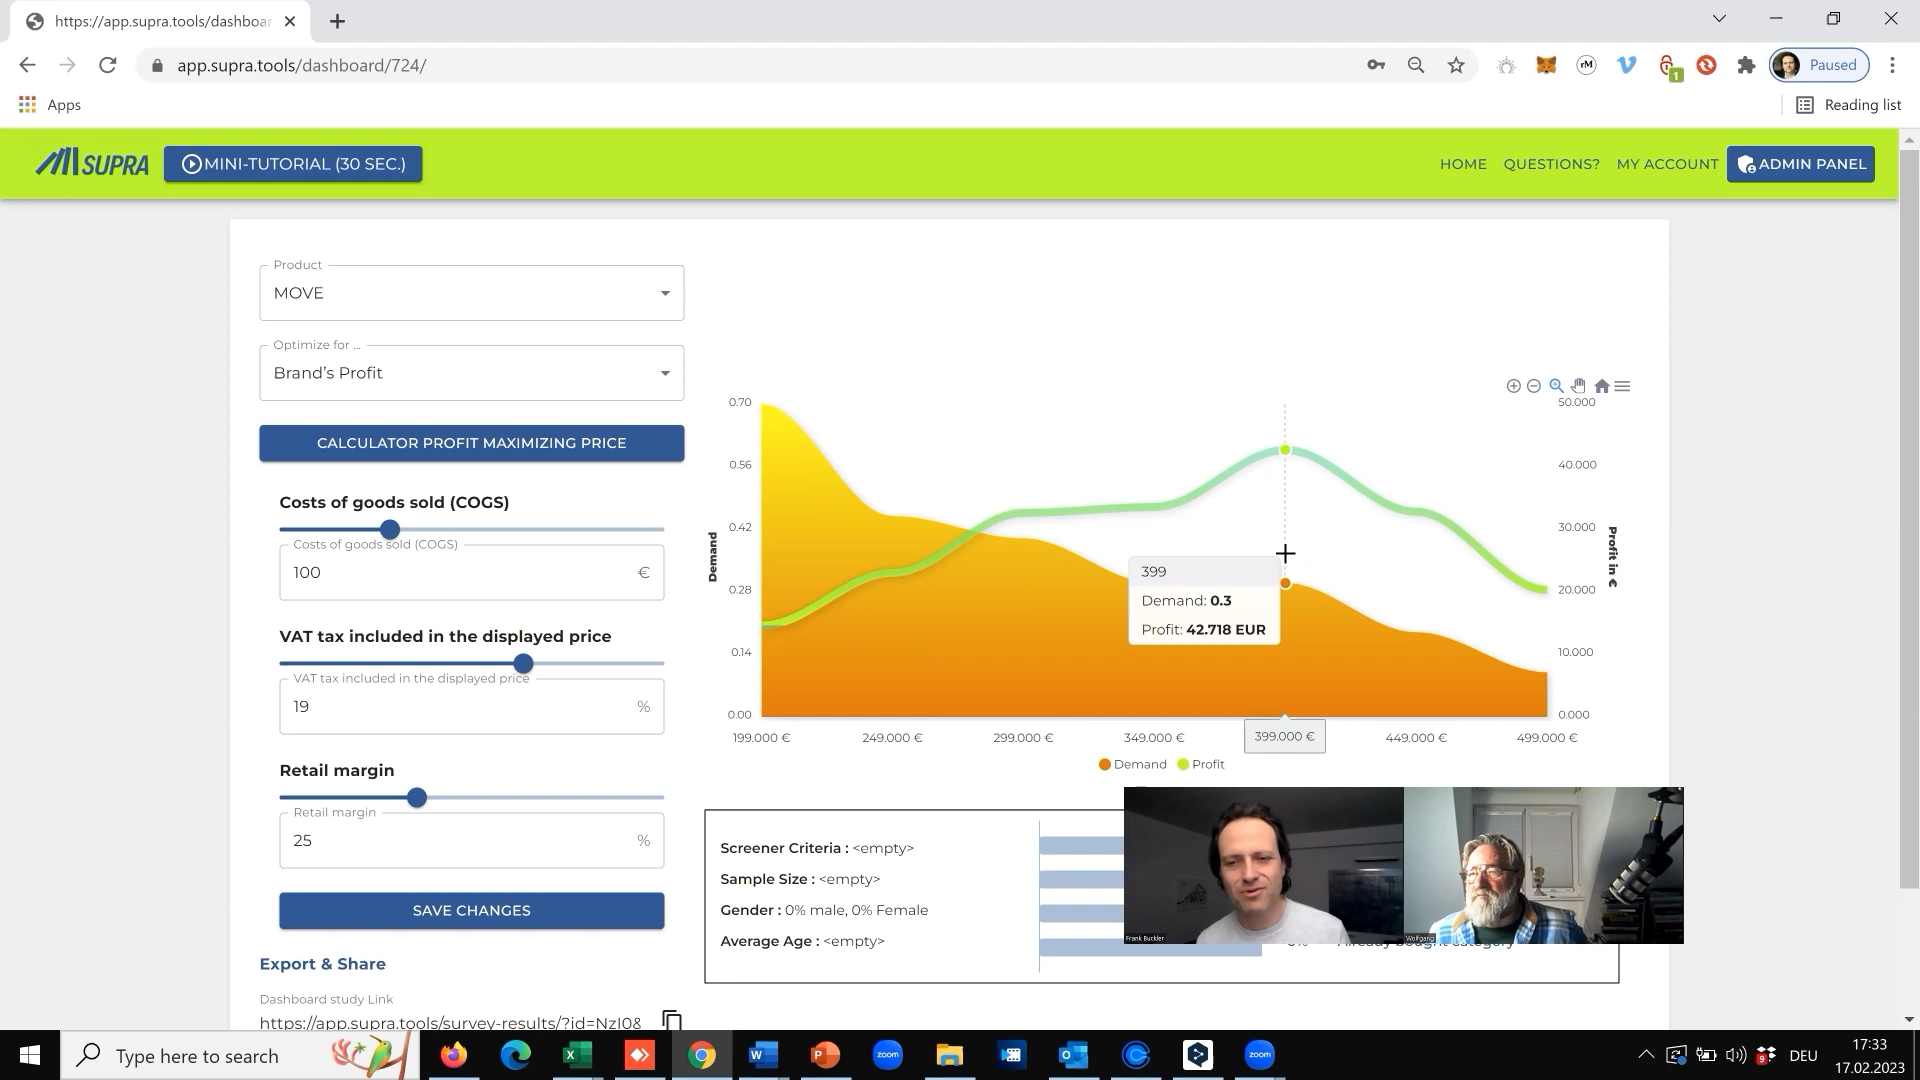 https://app.supra.tools/dashboar
app.supra.tools/dashboard/724/
1
Paused
Apps
Reading list
SUPRA
MINI-TUTORIAL (30 SEC.)
HOME
QUESTIONS?
MY ACCOUNT
ADMIN PANEL
Product
MOVE
Optimize for ...
Brand's Profit
CALCULATOR PROFIT MAXIMIZING PRICE
Costs of goods sold (COGS)
Costs of goods sold (COGS)
100 €
VAT tax included in the displayed price
VAT tax included in the displayed price
19 %
Retail margin
Retail margin
25 %
SAVE CHANGES
Export & Share
Dashboard study Link
https://app.supra.tools/survey-results/?id=NzI0&
0.70
0.56
0.42
0.28
0.14
0.00
Demand
50.000
40.000
30.000
20.000
10.000
0.000
Profit in €
399
Demand: 0.3
Profit: 42.718 EUR
199.000 €
249.000 €
299.000 €
349.000 €
399.000 €
449.000 €
499.000 €
Demand
Profit
Screener Criteria : <empty>
Sample Size : <empty>
Gender : 0% male, 0% Female
Average Age : <empty>
Already bought category
Frank Buckler
Wolfgang
Type here to search
zoom
zoom
9
DEU
17:33
17.02.2023